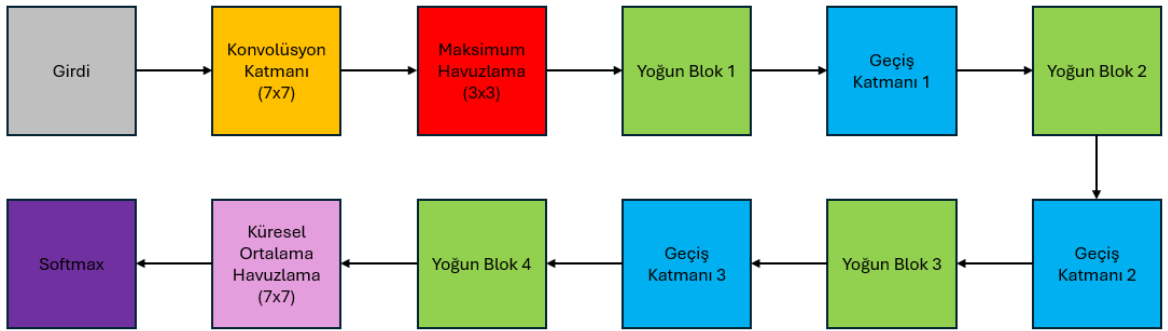 Girdi
Konvolüsyon
Katmanı
(7x7)
Maksimum
Havuzlama
(3x3)
Yoğun Blok 1
Geçiş
Katmanı 1
Yoğun Blok 2
Geçiş
Katmanı 2
Yoğun Blok 3
Geçiş
Katmanı 3
Yoğun Blok 4
Küresel
Ortalama
Havuzlama
(7x7)
Softmax